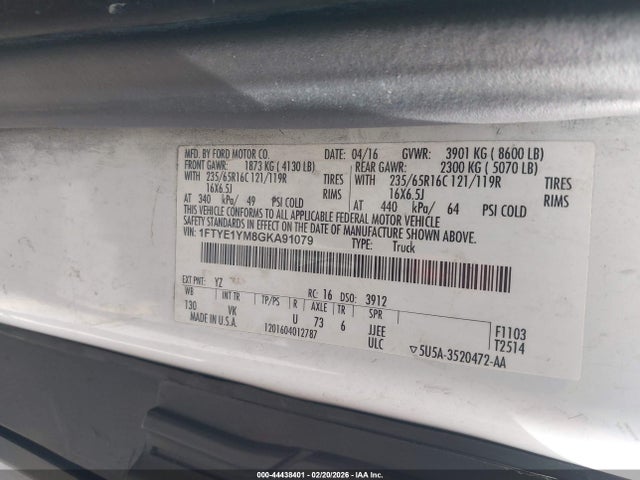 MFD. BY FORD MOTOR CO. DATE: 04/16 GVWR: 3901 KG ( 8600 LB)
FRONT GAWR: 1873 KG ( 4130 LB) REAR GAWR: 2300 KG ( 5070 LB)
WITH 235/65R16C 121/119R TIRES WITH 235/65R16C 121/119R TIRES
16X6.5J RIMS 16X6.5J RIMS
AT 340 kPa/ 49 PSI COLD AT 440 kPa/ 64 PSI COLD
THIS VEHICLE CONFORMS TO ALL APPLICABLE FEDERAL MOTOR VEHICLE
SAFETY STANDARDS IN EFFECT ON THE DATE OF MANUFACTURE SHOWN ABOVE.
VIN: 1FTYE1YM8GKA91079 TYPE: Truck
EXT PNT: YZ RC: 16 DSO: 3912
WB INT TR TP/PS R AXLE TR SPR
T30 VK U 73 6 JJEE F1103
MADE IN U.S.A. 1201604012787 ULC T2514
▽5U5A-3520472-AA
000-44438401 - 02/20/2026 - IAAI.COM